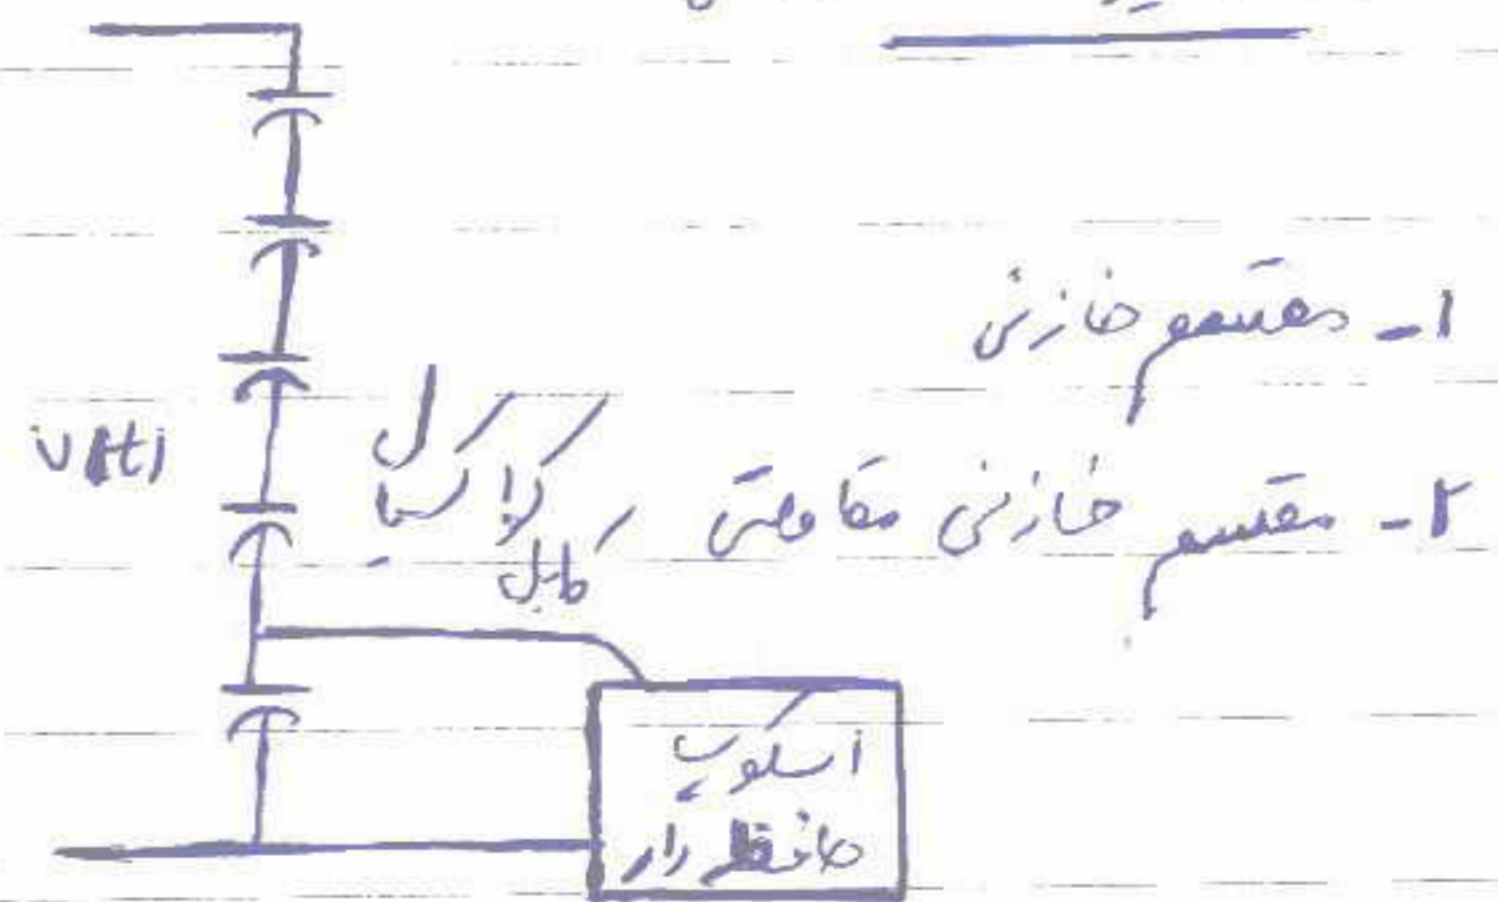 ۱- مقسم خازنی
۲- مقسم خازنی مقاومتی
کابل
کواکسیال
V(t)
اسکوپ
حافظه دار